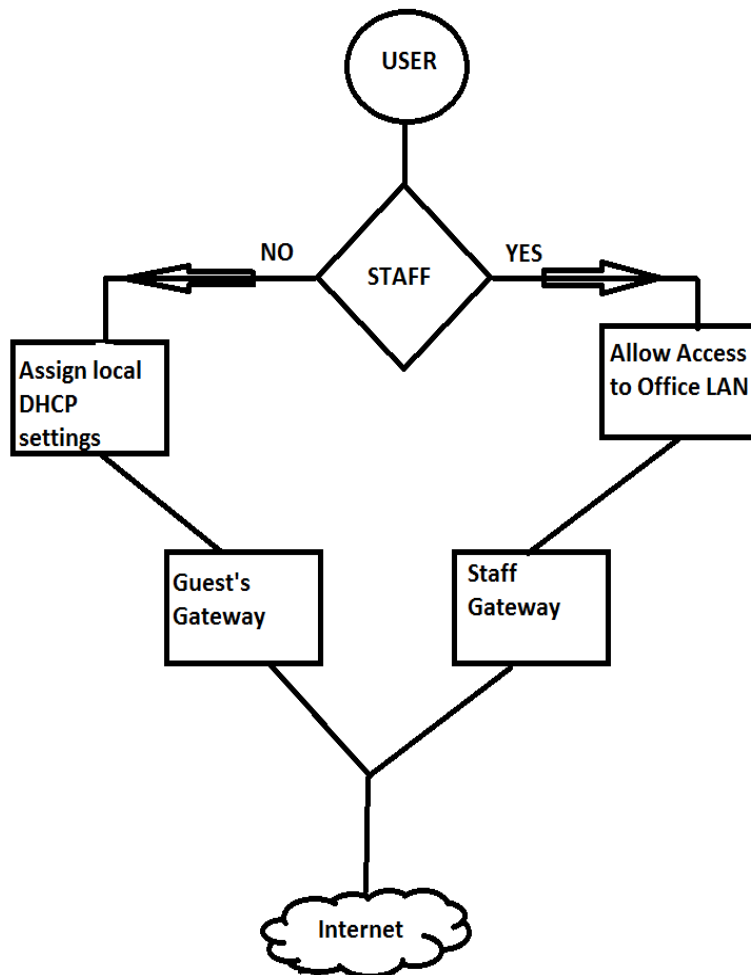 USER
NO
YES
STAFF
Assign local
DHCP
settings
Allow Access
to Office LAN
Guest's
Gateway
Staff
Gateway
Internet